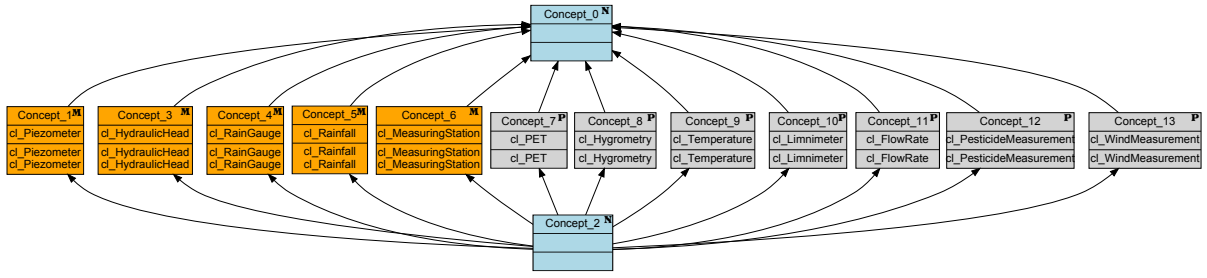 Concept_0 N
Concept_1 M
cl_Piezometer
cl_Piezometer
cl_Piezometer
Concept_3 M
cl_HydraulicHead
cl_HydraulicHead
cl_HydraulicHead
Concept_4 M
cl_RainGauge
cl_RainGauge
cl_RainGauge
Concept_5 M
cl_Rainfall
cl_Rainfall
cl_Rainfall
Concept_6 M
cl_MeasuringStation
cl_MeasuringStation
cl_MeasuringStation
Concept_7 P
cl_PET
cl_PET
Concept_8 P
cl_Hygrometry
cl_Hygrometry
Concept_9 P
cl_Temperature
cl_Temperature
Concept_10 P
cl_Limnimeter
cl_Limnimeter
Concept_11 P
cl_FlowRate
cl_FlowRate
Concept_12 P
cl_PesticideMeasurement
cl_PesticideMeasurement
Concept_13 P
cl_WindMeasurement
cl_WindMeasurement
Concept_2 N